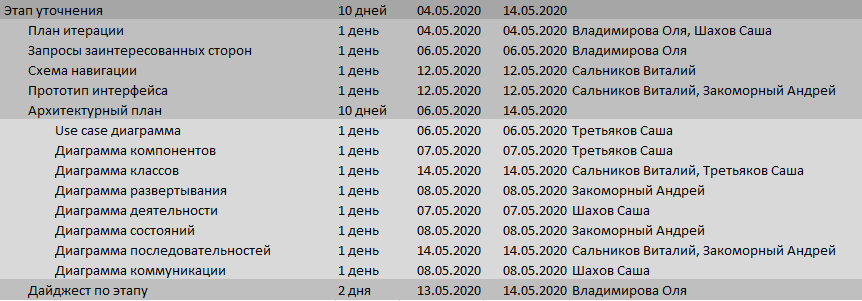 Этап уточнения 10 дней 04.05.2020 14.05.2020
План итерации 1 день 04.05.2020 04.05.2020 Владимирова Оля, Шахов Саша
Запросы заинтересованных сторон 1 день 06.05.2020 06.05.2020 Владимирова Оля
Схема навигации 1 день 12.05.2020 12.05.2020 Сальников Виталий
Прототип интерфейса 1 день 12.05.2020 12.05.2020 Сальников Виталий, Закоморный Андрей
Архитектурный план 10 дней 06.05.2020 14.05.2020
Use case диаграмма 1 день 06.05.2020 06.05.2020 Третьяков Саша
Диаграмма компонентов 1 день 07.05.2020 07.05.2020 Третьяков Саша
Диаграмма классов 1 день 14.05.2020 14.05.2020 Сальников Виталий, Третьяков Саша
Диаграмма развертывания 1 день 08.05.2020 08.05.2020 Закоморный Андрей
Диаграмма деятельности 1 день 07.05.2020 07.05.2020 Шахов Саша
Диаграмма состояний 1 день 08.05.2020 08.05.2020 Закоморный Андрей
Диаграмма последовательностей 1 день 14.05.2020 14.05.2020 Сальников Виталий, Закоморный Андрей
Диаграмма коммуникации 1 день 08.05.2020 08.05.2020 Шахов Саша
Дайджест по этапу 2 дня 13.05.2020 14.05.2020 Владимирова Оля